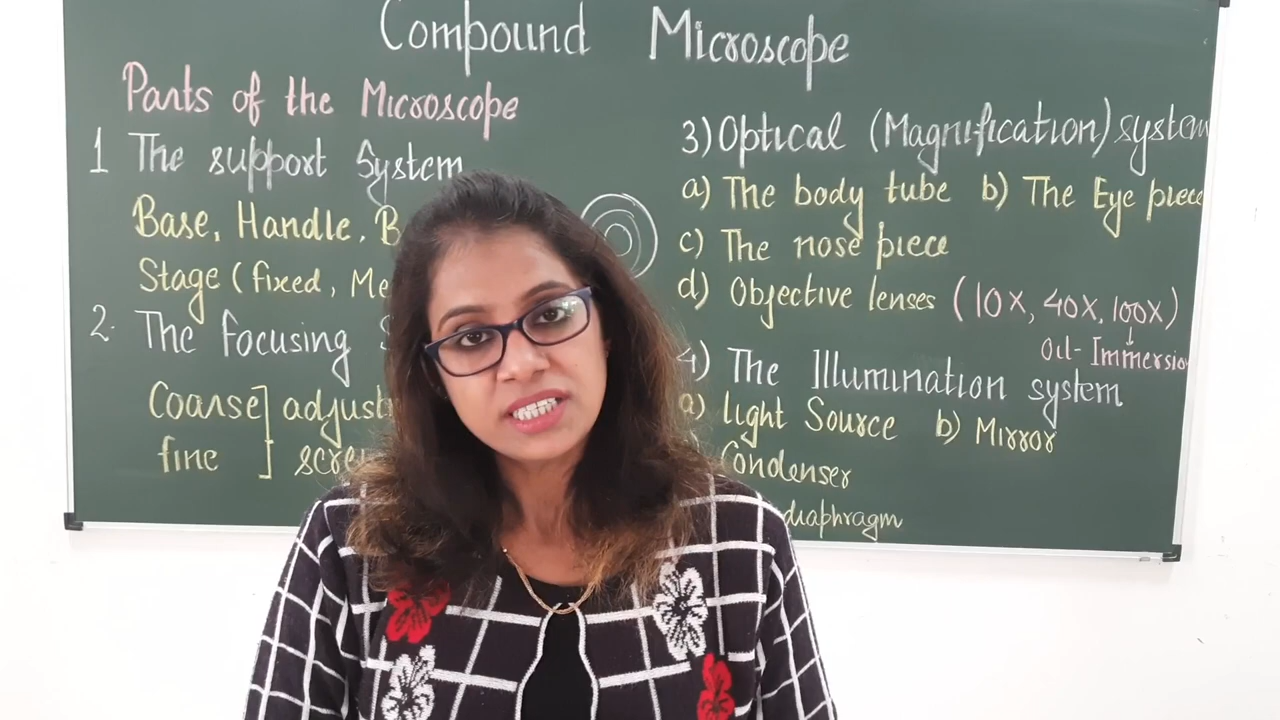 Compound Microscope
Parts of the Microscope
1 The support System
Base, Handle, B
Stage (fixed, Me
2. The focusing S
Coarse] adjust
fine ] scre
3) Optical (Magnification) system
a) The body tube b) The Eye piece
c) The nose piece
d) Objective lenses (10X, 40X, 100X)
Oil-Immersion
4) The Illumination system
a) light Source b) Mirror
Condenser
diaphragm